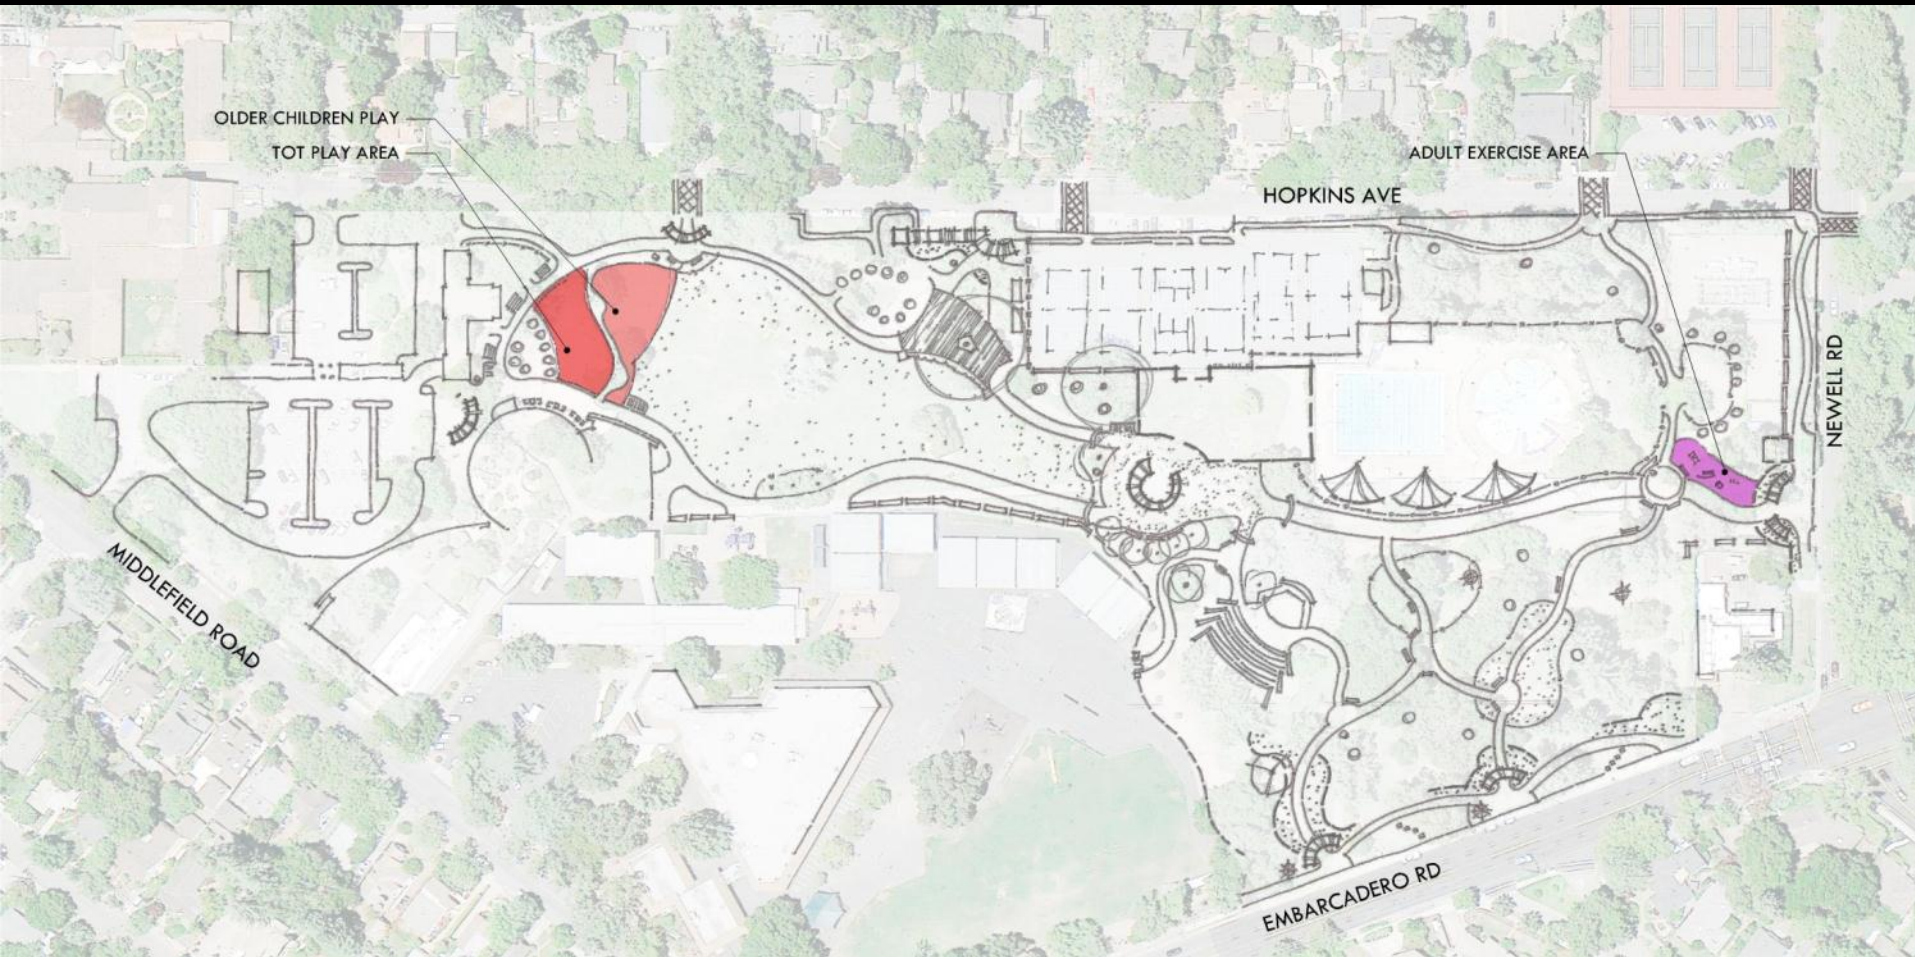 OLDER CHILDREN PLAY
TOT PLAY AREA
ADULT EXERCISE AREA
HOPKINS AVE
NEWELL RD
MIDDLEFIELD ROAD
EMBARCADERO RD